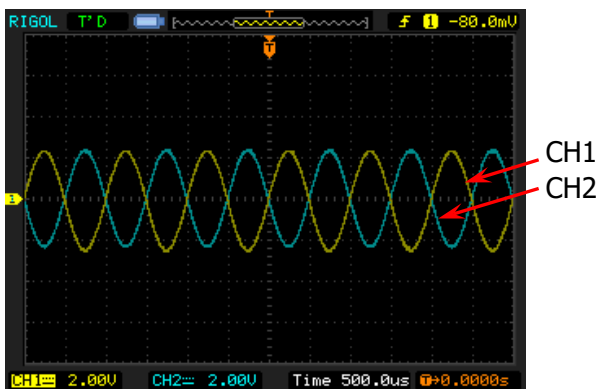 RIGOL T'D T f 1 -80.0mV
T
CH1
CH2
1
CH1 2.00V CH2 2.00V Time 500.0us T→0.0000s